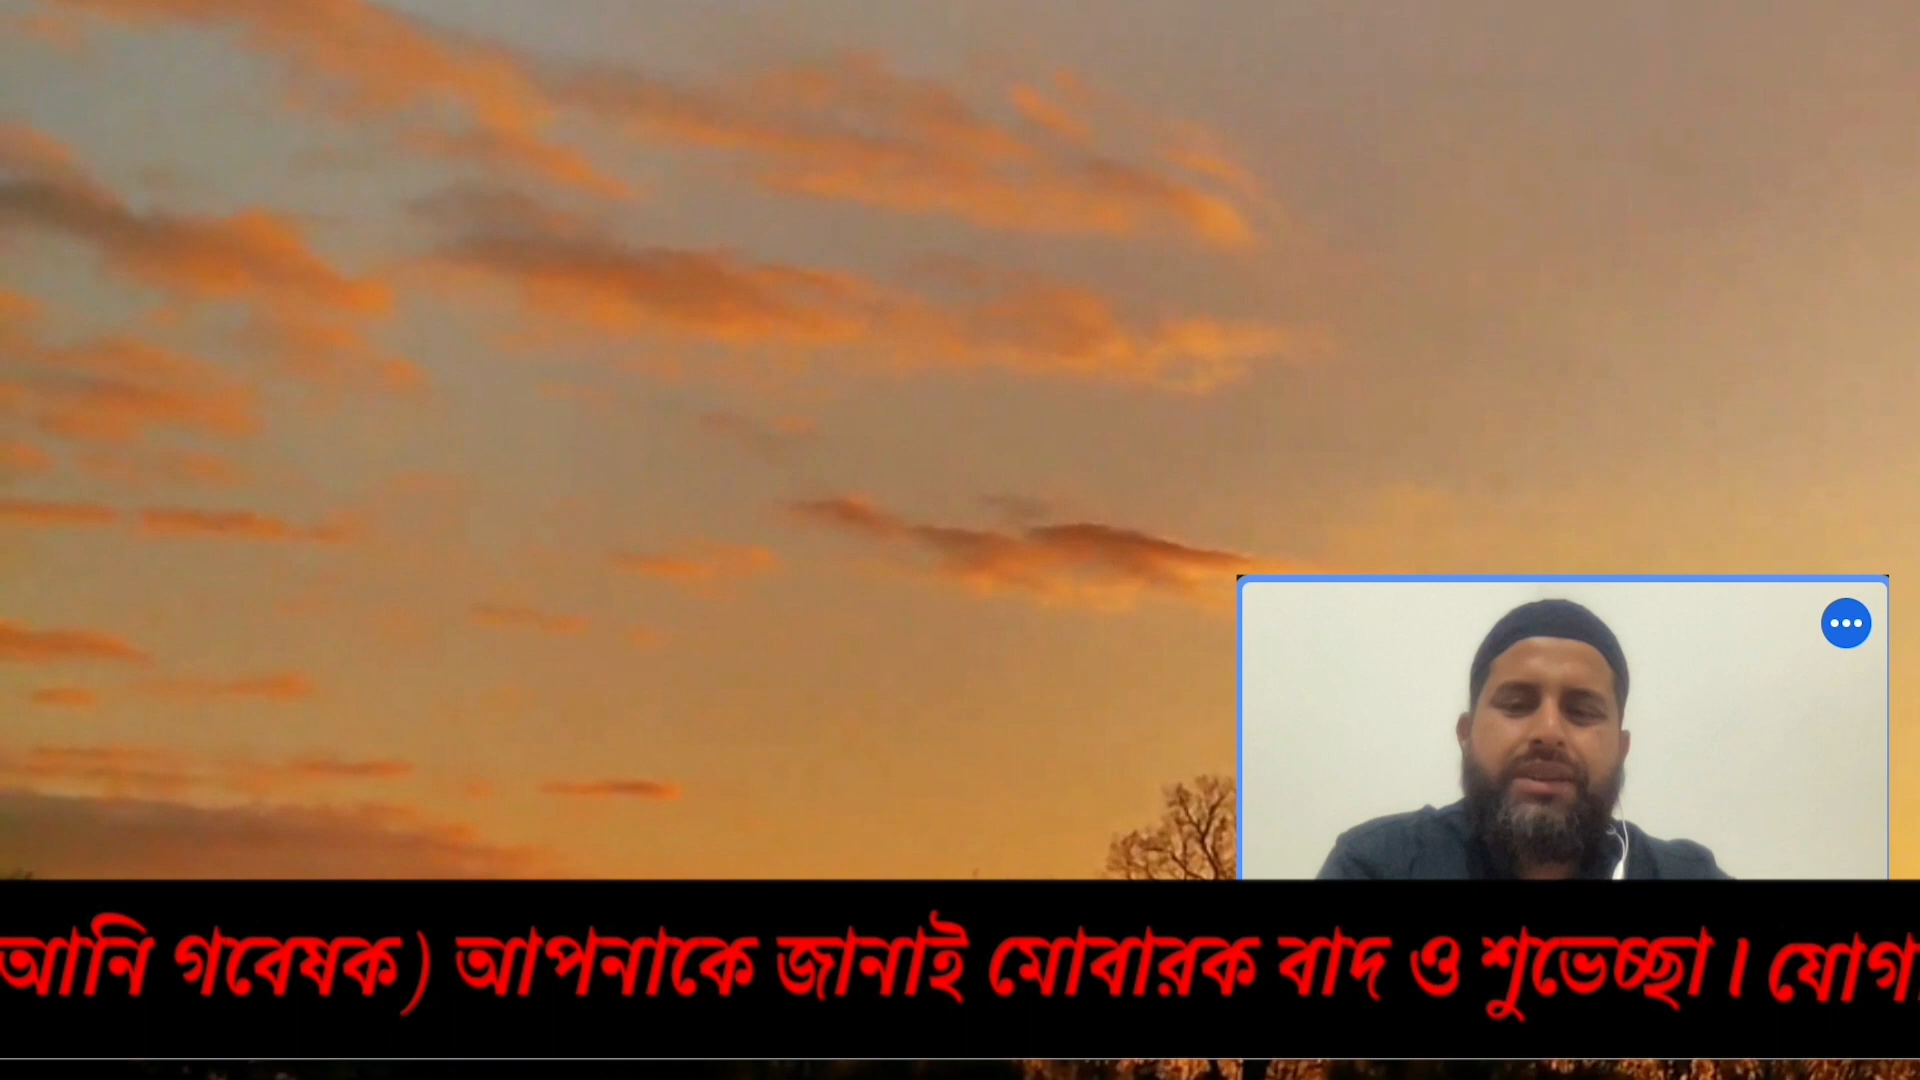 আনি গবেষক) আপনাকে জানাই মোবারক বাদ ও শুভেচ্ছা। যোগা